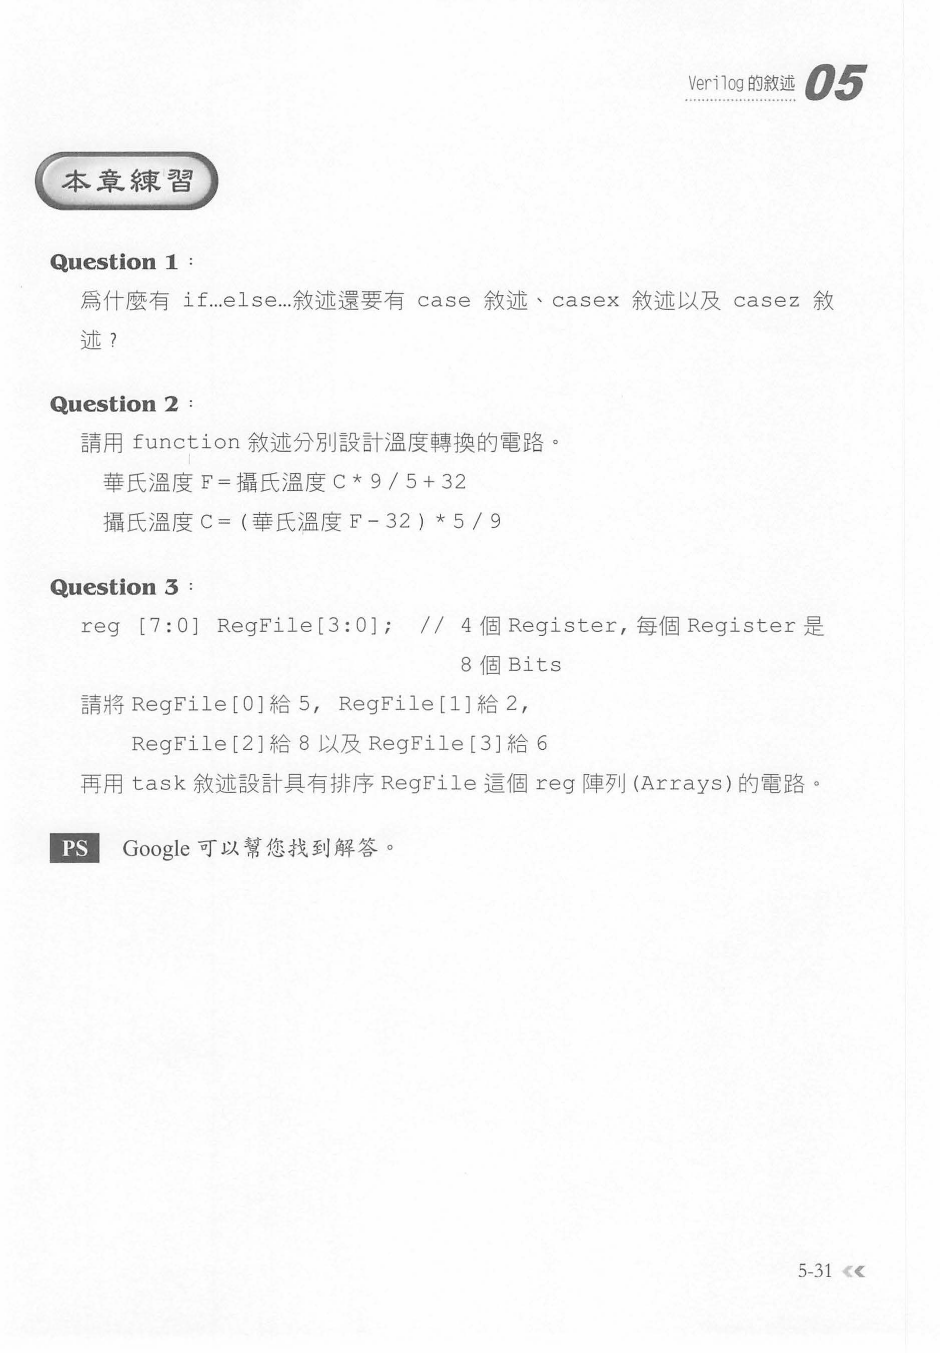 Verilog的敘述 05
本章練習
Question 1：
爲什麼有 if…else…敘述還要有 case 敘述、casex 敘述以及 casez 敘
述？
Question 2：
請用 function 敘述分別設計溫度轉換的電路。
華氏溫度 F=攝氏溫度 C*9/5+32
攝氏溫度 C=(華氏溫度 F-32)*5/9
Question 3：
reg [7:0] RegFile[3:0]; // 4 個 Register, 每個 Register 是
8 個 Bits
請將 RegFile[0]給 5, RegFile[1]給 2,
RegFile[2]給 8 以及 RegFile[3]給 6
再用 task 敘述設計具有排序 RegFile 這個 reg 陣列(Arrays)的電路。
PS Google 可以幫您找到解答。
5-31